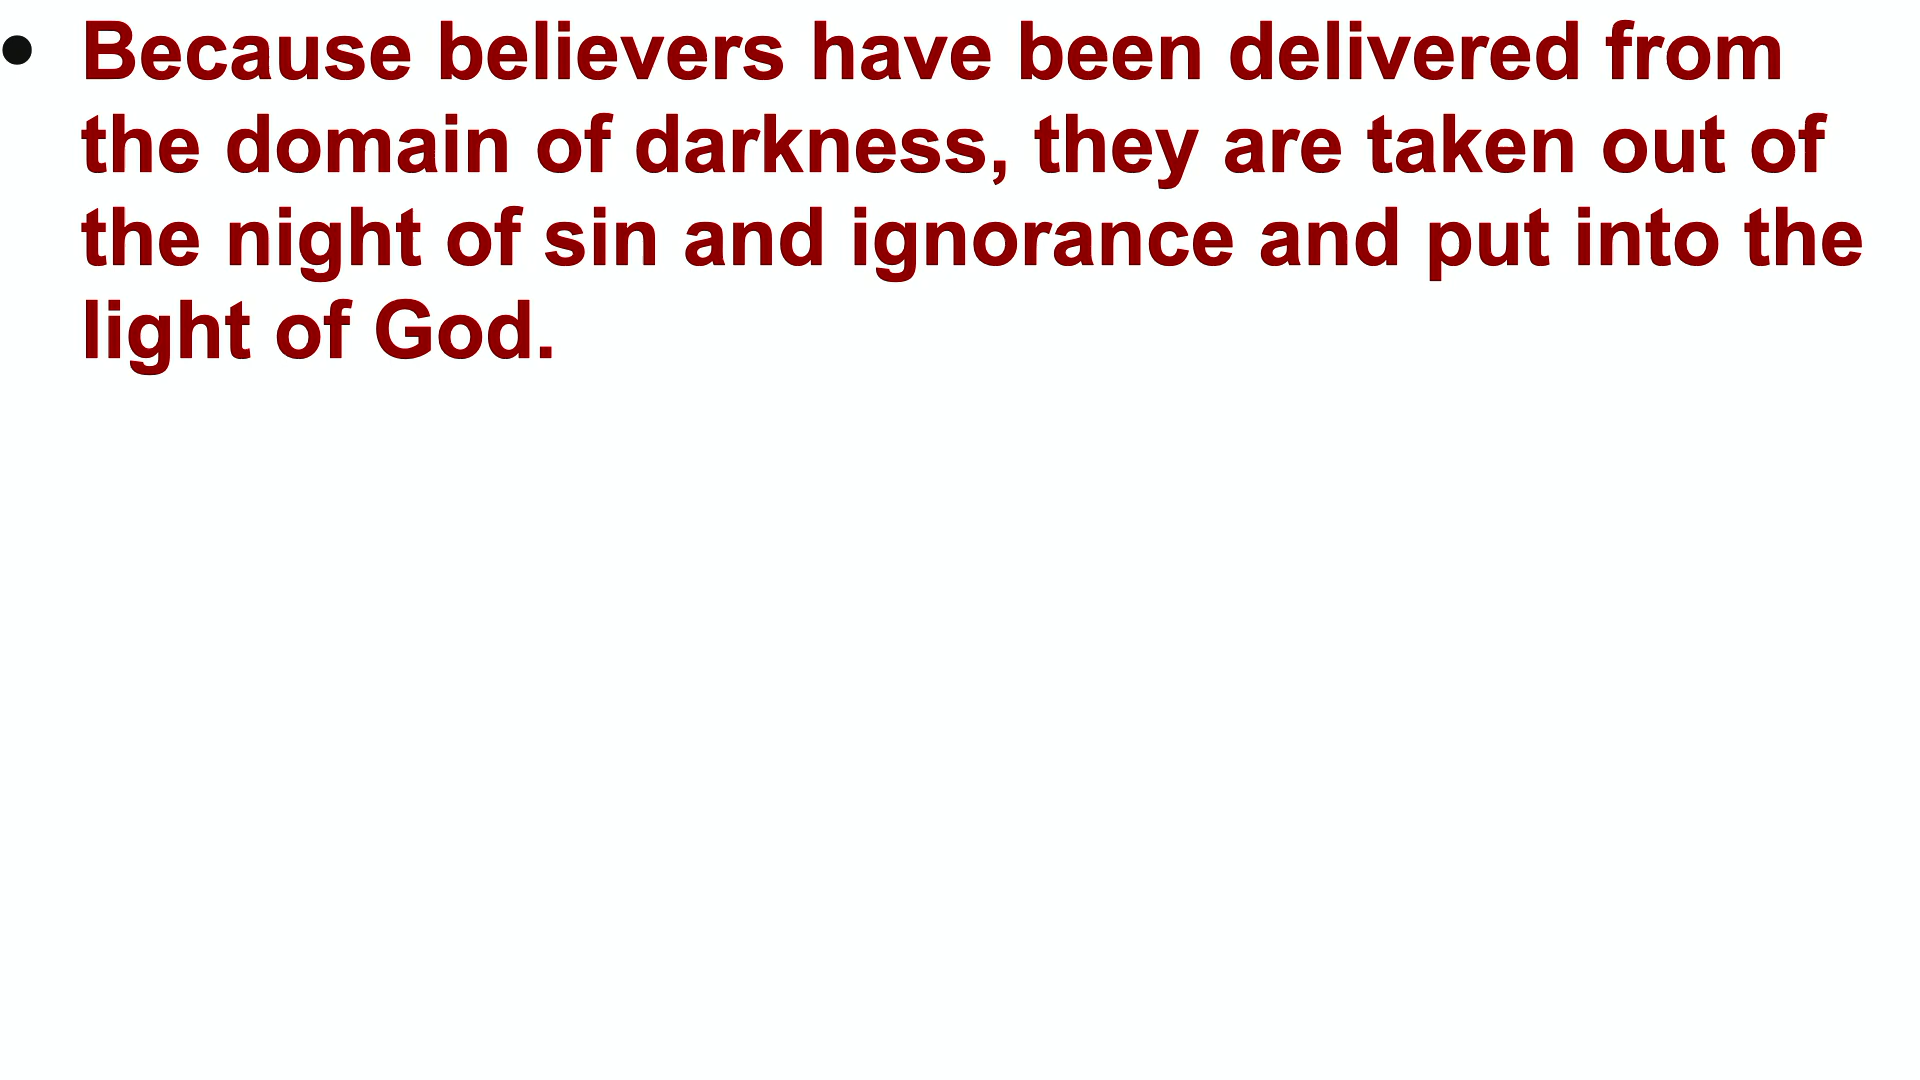 • Because believers have been delivered from
the domain of darkness, they are taken out of
the night of sin and ignorance and put into the
light of God.